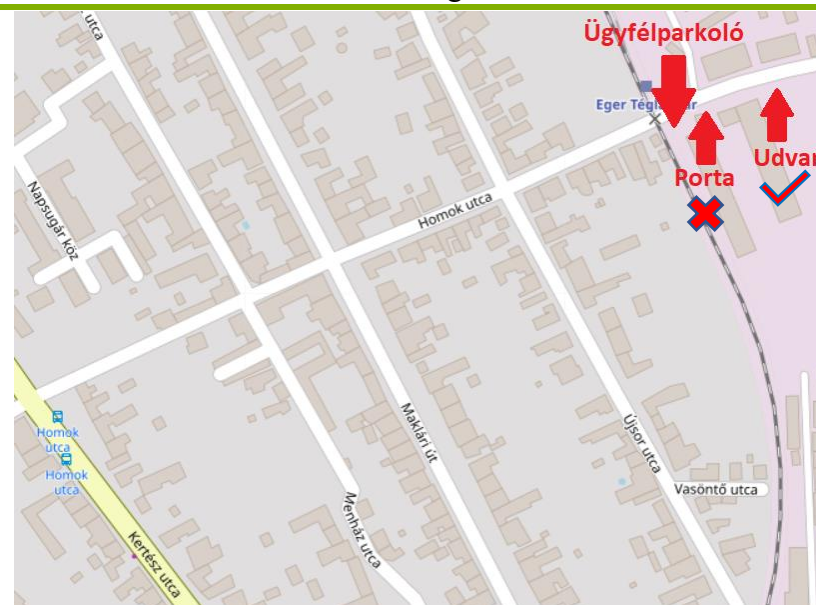 Ügyfélparkoló
Eger
Porta
Udvar
Napsugár köz
Homok utca
Homok
utca
Homok
utca
Maklári út
Újsor utca
Vasöntő utca
Menház utca
Kertész utca
utca